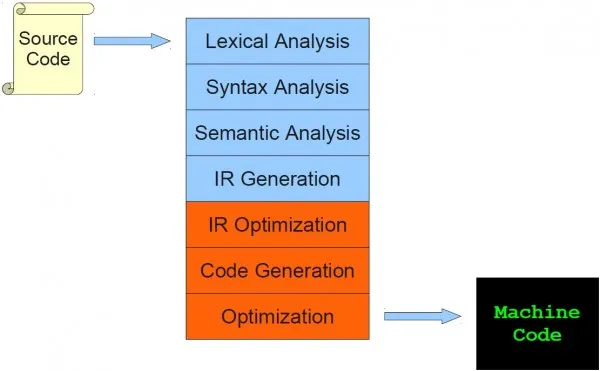 Source
Code
Lexical Analysis
Syntax Analysis
Semantic Analysis
IR Generation
IR Optimization
Code Generation
Optimization
Machine
Code